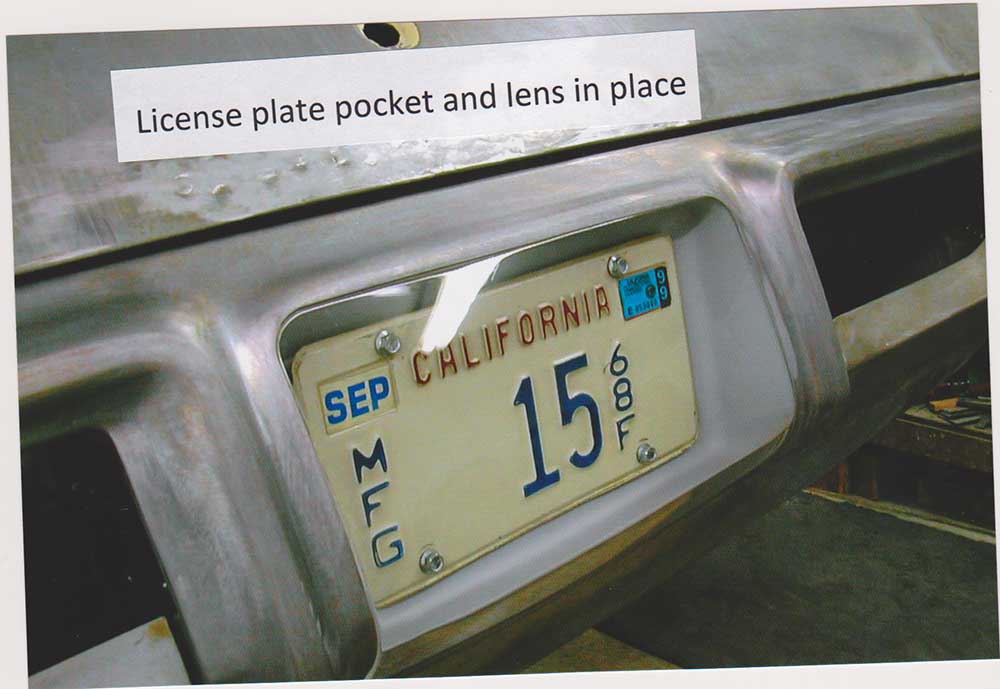 License plate pocket and lens in place
CALIFORNIA
99
SEP
MFG
15
68F